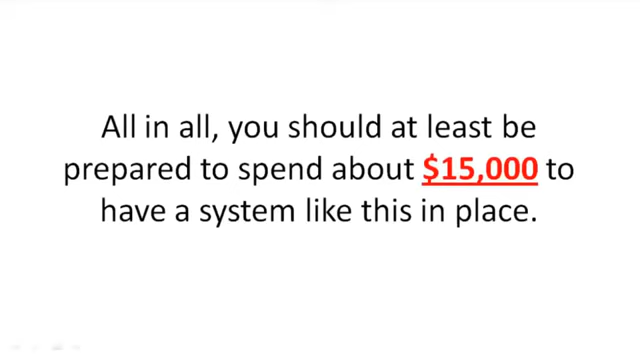 All in all, you should at least be
prepared to spend about $15,000 to
have a system like this in place.